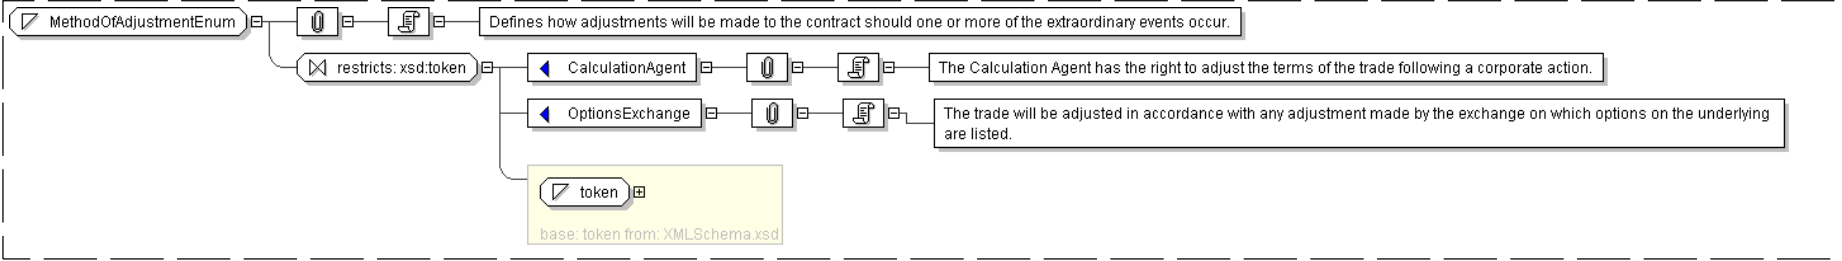 MethodOfAdjustmentEnum
Defines how adjustments will be made to the contract should one or more of the extraordinary events occur.
restricts: xsd:token
CalculationAgent
The Calculation Agent has the right to adjust the terms of the trade following a corporate action.
OptionsExchange
The trade will be adjusted in accordance with any adjustment made by the exchange on which options on the underlying
are listed.
token
base: token from: XMLSchema.xsd